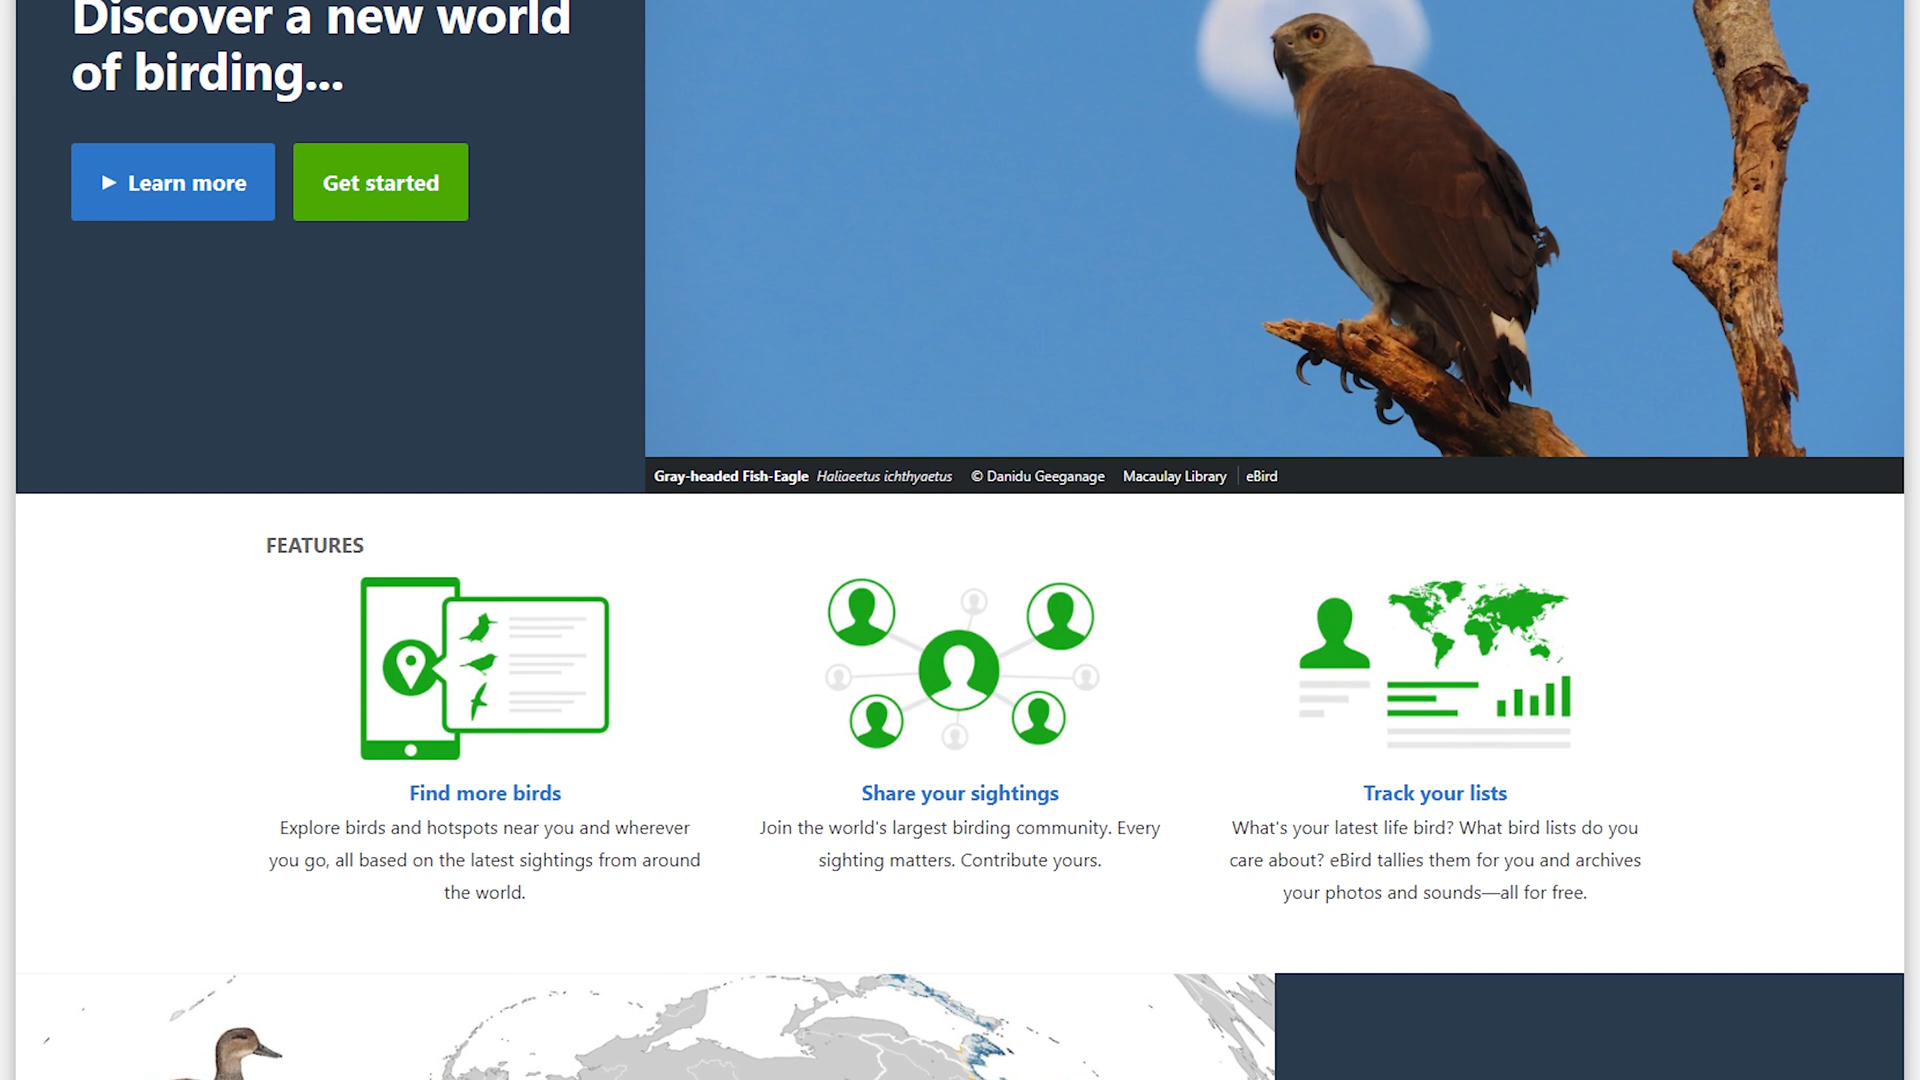 Discover a new world
of birding...
Learn more
Get started
Gray-headed Fish-Eagle Haliaeetus ichthyaetus © Danidu Geeganage Macaulay Library eBird
FEATURES
Find more birds
Explore birds and hotspots near you and wherever
you go, all based on the latest sightings from around
the world.
Share your sightings
Join the world's largest birding community. Every
sighting matters. Contribute yours.
Track your lists
What's your latest life bird? What bird lists do you
care about? eBird tallies them for you and archives
your photos and sounds—all for free.